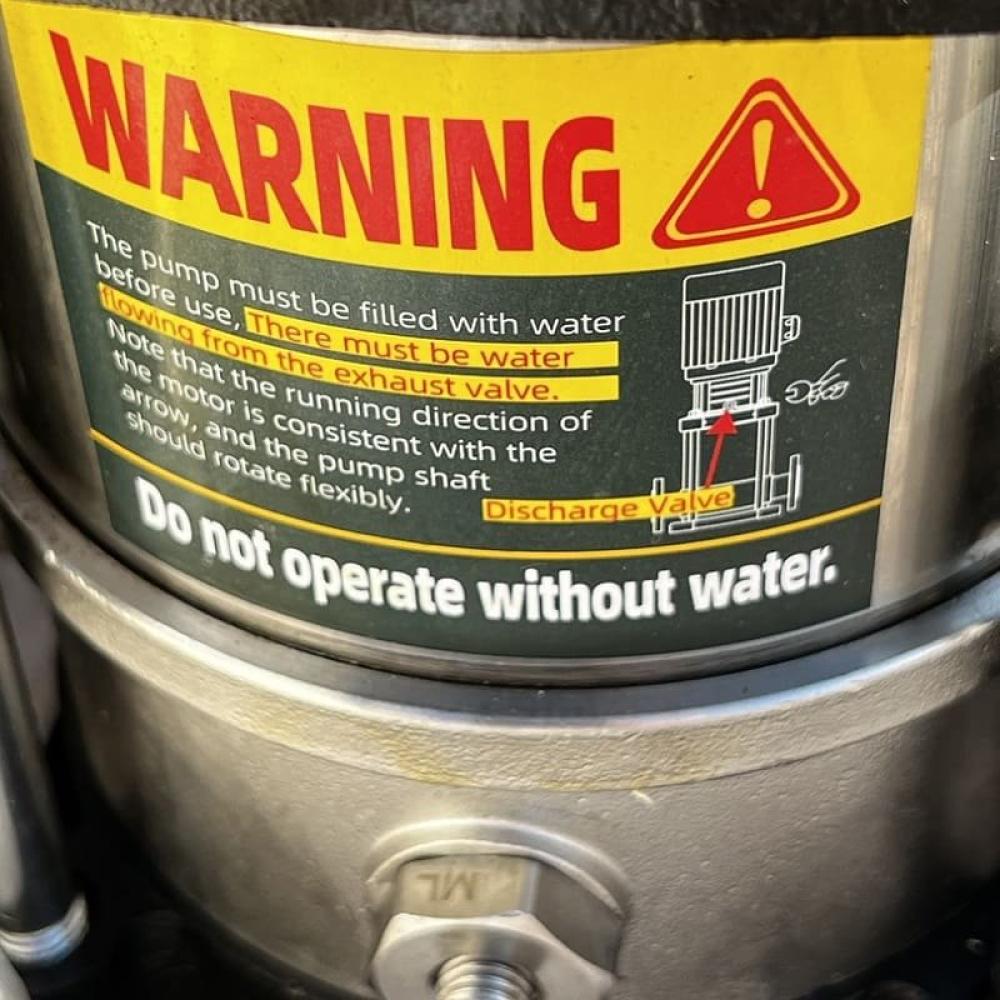 WARNING
The pump must be filled with water
before use, There must be water
flowing from the exhaust valve.
Note that the running direction of
the motor is consistent with the
arrow, and the pump shaft
should rotate flexibly.
Discharge Valve
Do not operate without water.
ML